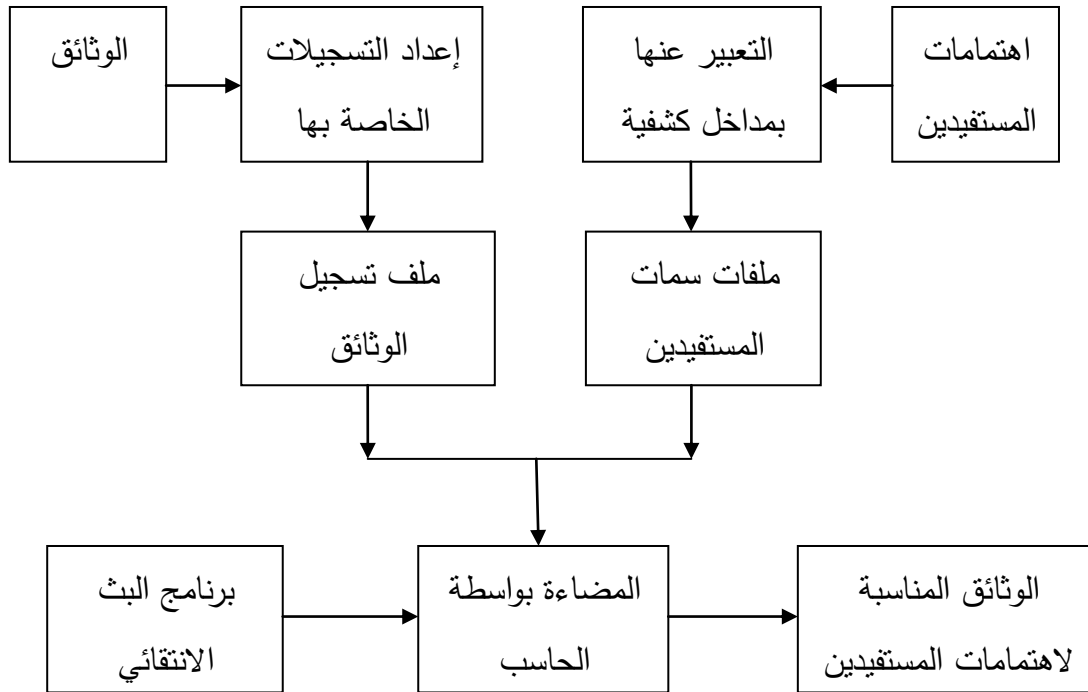 اهتمامات
المستفيدين
التعبير عنها
بمداخل كشفية
إعداد التسجيلات
الخاصة بها
الوثائق
ملفات سمات
المستفيدين
ملف تسجيل
الوثائق
الوثائق المناسبة
لاهتمامات المستفيدين
المضاءة بواسطة
الحاسب
برنامج البث
الانتقائي